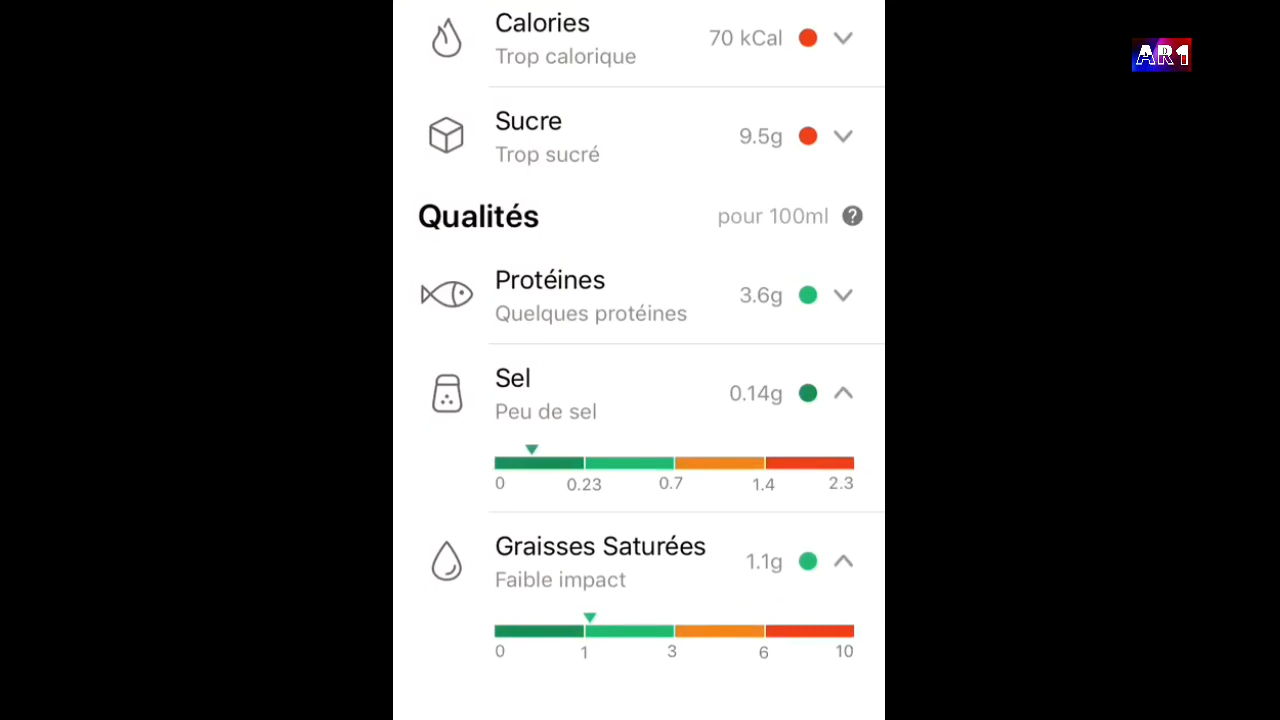 AR1
Calories
70 kCal
Trop calorique
Sucre
9.5g
Trop sucré
Qualités
pour 100ml ?
Protéines
3.6g
Quelques protéines
Sel
0.14g
Peu de sel
0 0.23 0.7 1.4 2.3
Graisses Saturées
1.1g
Faible impact
0 1 3 6 10